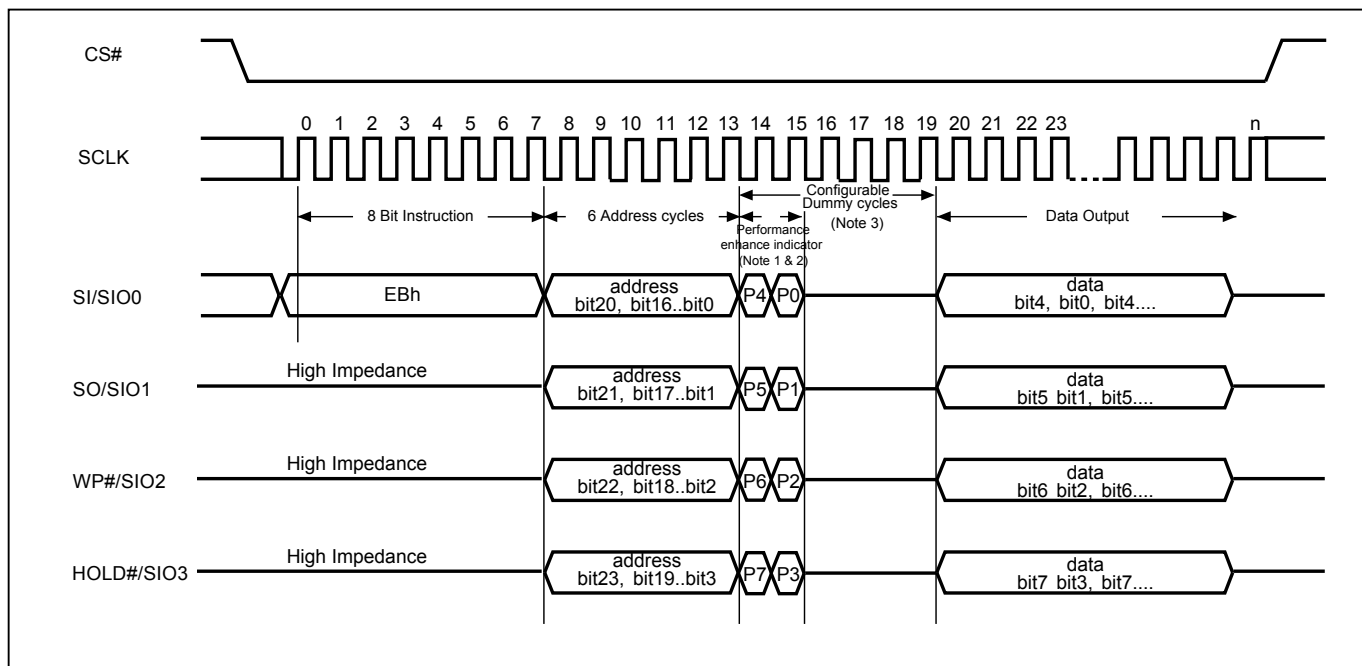 CS#
0 1 2 3 4 5 6 7 8 9 10 11 12 13 14 15 16 17 18 19 20 21 22 23 n
SCLK
8 Bit Instruction
6 Address cycles
Configurable
Dummy cycles
(Note 3)
Data Output
Performance
enhance indicator
(Note 1 & 2)
SI/SIO0
EBh
address
bit20, bit16..bit0
P4 P0
data
bit4, bit0, bit4....
SO/SIO1
High Impedance
address
bit21, bit17..bit1
P5 P1
data
bit5 bit1, bit5....
WP#/SIO2
High Impedance
address
bit22, bit18..bit2
P6 P2
data
bit6 bit2, bit6....
HOLD#/SIO3
High Impedance
address
bit23, bit19..bit3
P7 P3
data
bit7 bit3, bit7....